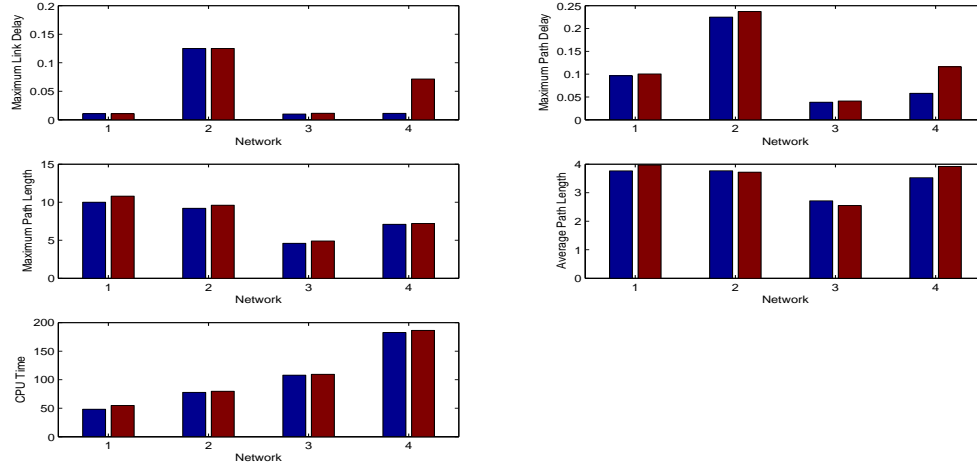 Maximum Link Delay
0.2
0.15
0.1
0.05
0
1 2 3 4
Network
Maximum Path Delay
0.25
0.2
0.15
0.1
0.05
0
1 2 3 4
Network
Maximum Path Length
15
10
5
0
1 2 3 4
Network
Average Path Length
4
3
2
1
0
1 2 3 4
Network
CPU Time
200
150
100
50
0
1 2 3 4
Network